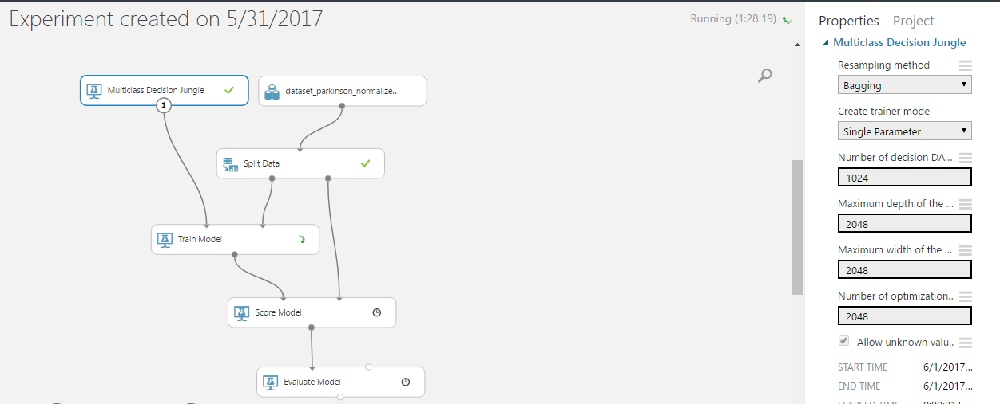 Experiment created on 5/31/2017
Running (1:28:19)
Multiclass Decision Jungle
1
dataset_parkinson_normalize..
Split Data
Train Model
Score Model
Evaluate Model
Properties Project
Multiclass Decision Jungle
Resampling method
Bagging
Create trainer mode
Single Parameter
Number of decision DA...
1024
Maximum depth of the ...
2048
Maximum width of the ...
2048
Number of optimization..
2048
Allow unknown valu..
START TIME 6/1/2017...
END TIME 6/1/2017...